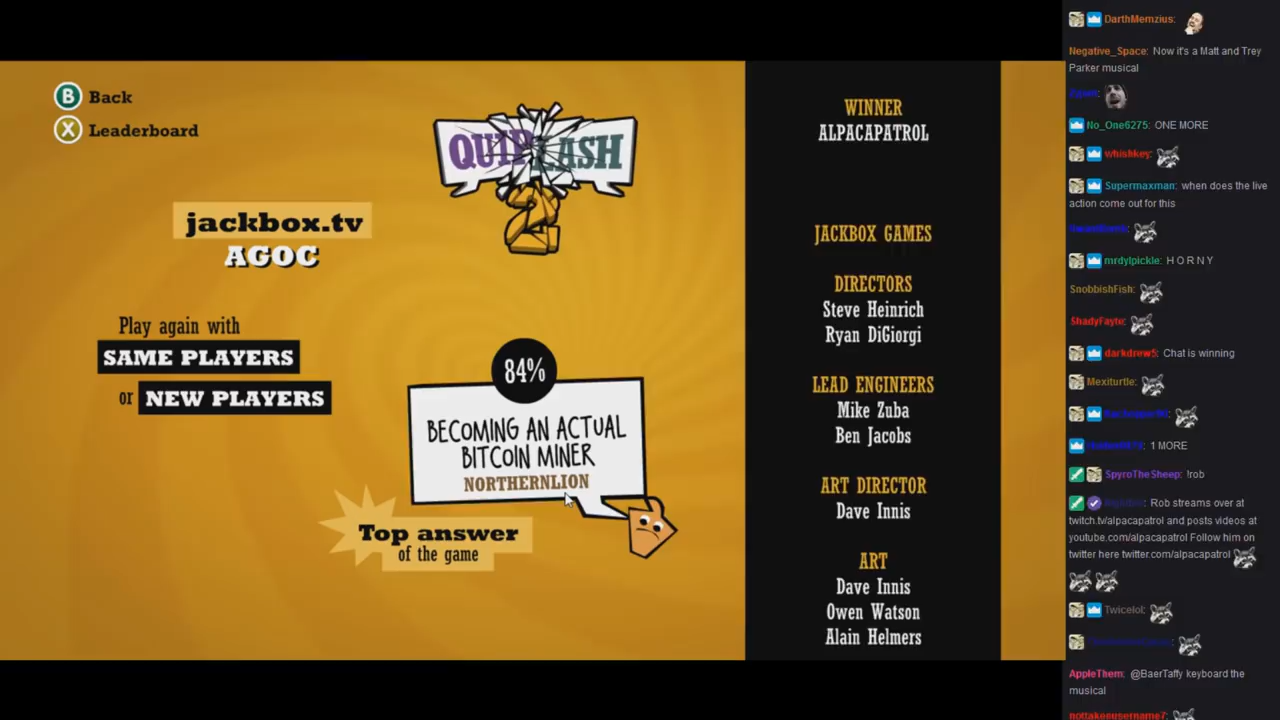 B Back
X Leaderboard
QUIPLASH
2
jackbox.tv
AGOC
Play again with
SAME PLAYERS
or NEW PLAYERS
84%
BECOMING AN ACTUAL
BITCOIN MINER
NORTHERNLION
Top answer
of the game
WINNER
ALPACAPATROL
JACKBOX GAMES
DIRECTORS
Steve Heinrich
Ryan DiGiorgi
LEAD ENGINEERS
Mike Zuba
Ben Jacobs
ART DIRECTOR
Dave Innis
ART
Dave Innis
Owen Watson
Alain Helmers
DarthMemzius:
Negative_Space: Now it's a Matt and Trey
Parker musical
No_One6275: ONE MORE
whishkey:
Supermaxman: when does the live
action come out for this
mrdylpickle: H O R N Y
SnobbishFish:
ShadyFayte:
darkdrew5: Chat is winning
Mexiturtle:
1 MORE
SpyroTheSheep: !rob
Rob streams over at
twitch.tv/alpacapatrol and posts videos at
youtube.com/alpacapatrol Follow him on
twitter here twitter.com/alpacapatrol
Twicelol:
AppleThem: @BaerTaffy keyboard the
musical
nottakenusername7: